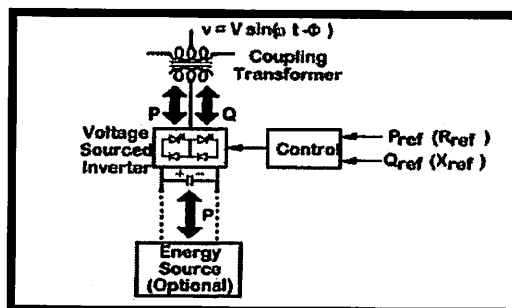 v = V sin(ω t - Φ )
Coupling
Transformer
P
Q
Voltage
Sourced
Inverter
Control
Pref (Rref )
Qref (Xref )
+ -
P
Energy
Source
(Optional)